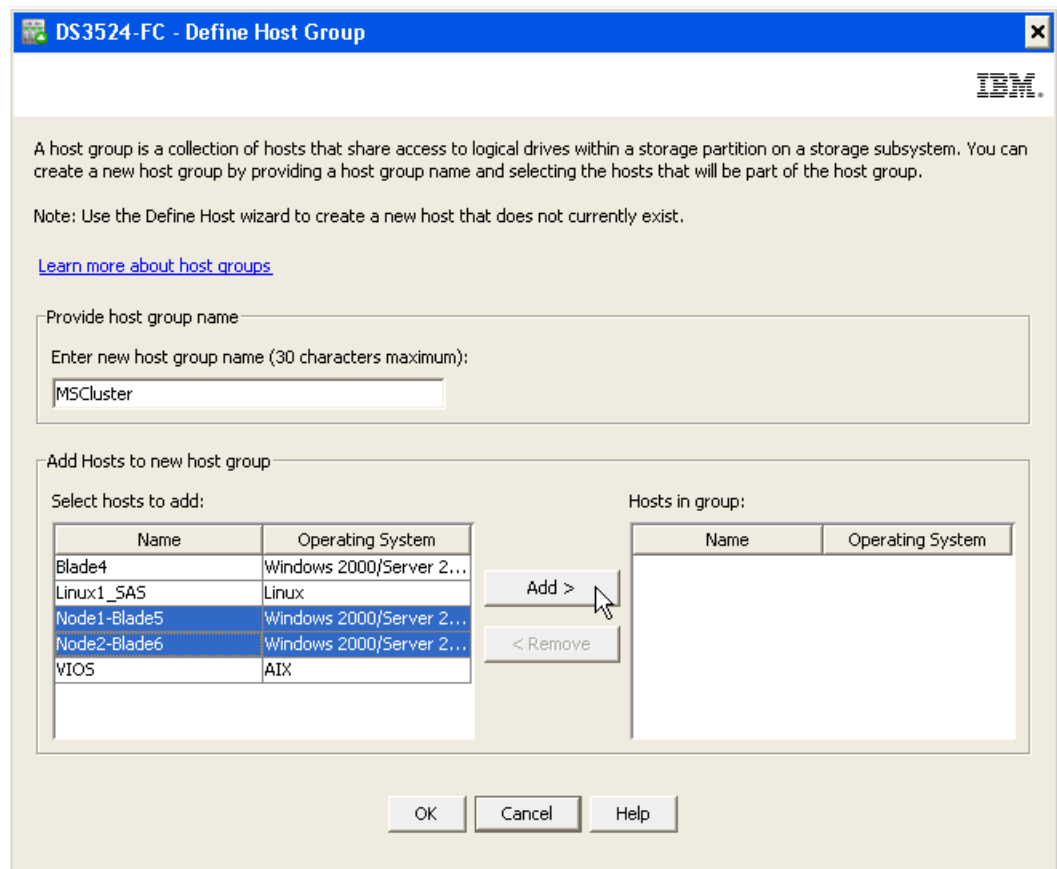 DS3524-FC - Define Host Group
IBM.
A host group is a collection of hosts that share access to logical drives within a storage partition on a storage subsystem. You can
create a new host group by providing a host group name and selecting the hosts that will be part of the host group.
Note: Use the Define Host wizard to create a new host that does not currently exist.
Learn more about host groups
Provide host group name
Enter new host group name (30 characters maximum):
MSCluster
Add Hosts to new host group
Select hosts to add:
Name Operating System
Blade4 Windows 2000/Server 2...
Linux1_SAS Linux
Node1-Blade5 Windows 2000/Server 2...
Node2-Blade6 Windows 2000/Server 2...
VIOS AIX
Add >
< Remove
Hosts in group:
Name Operating System
OK Cancel Help